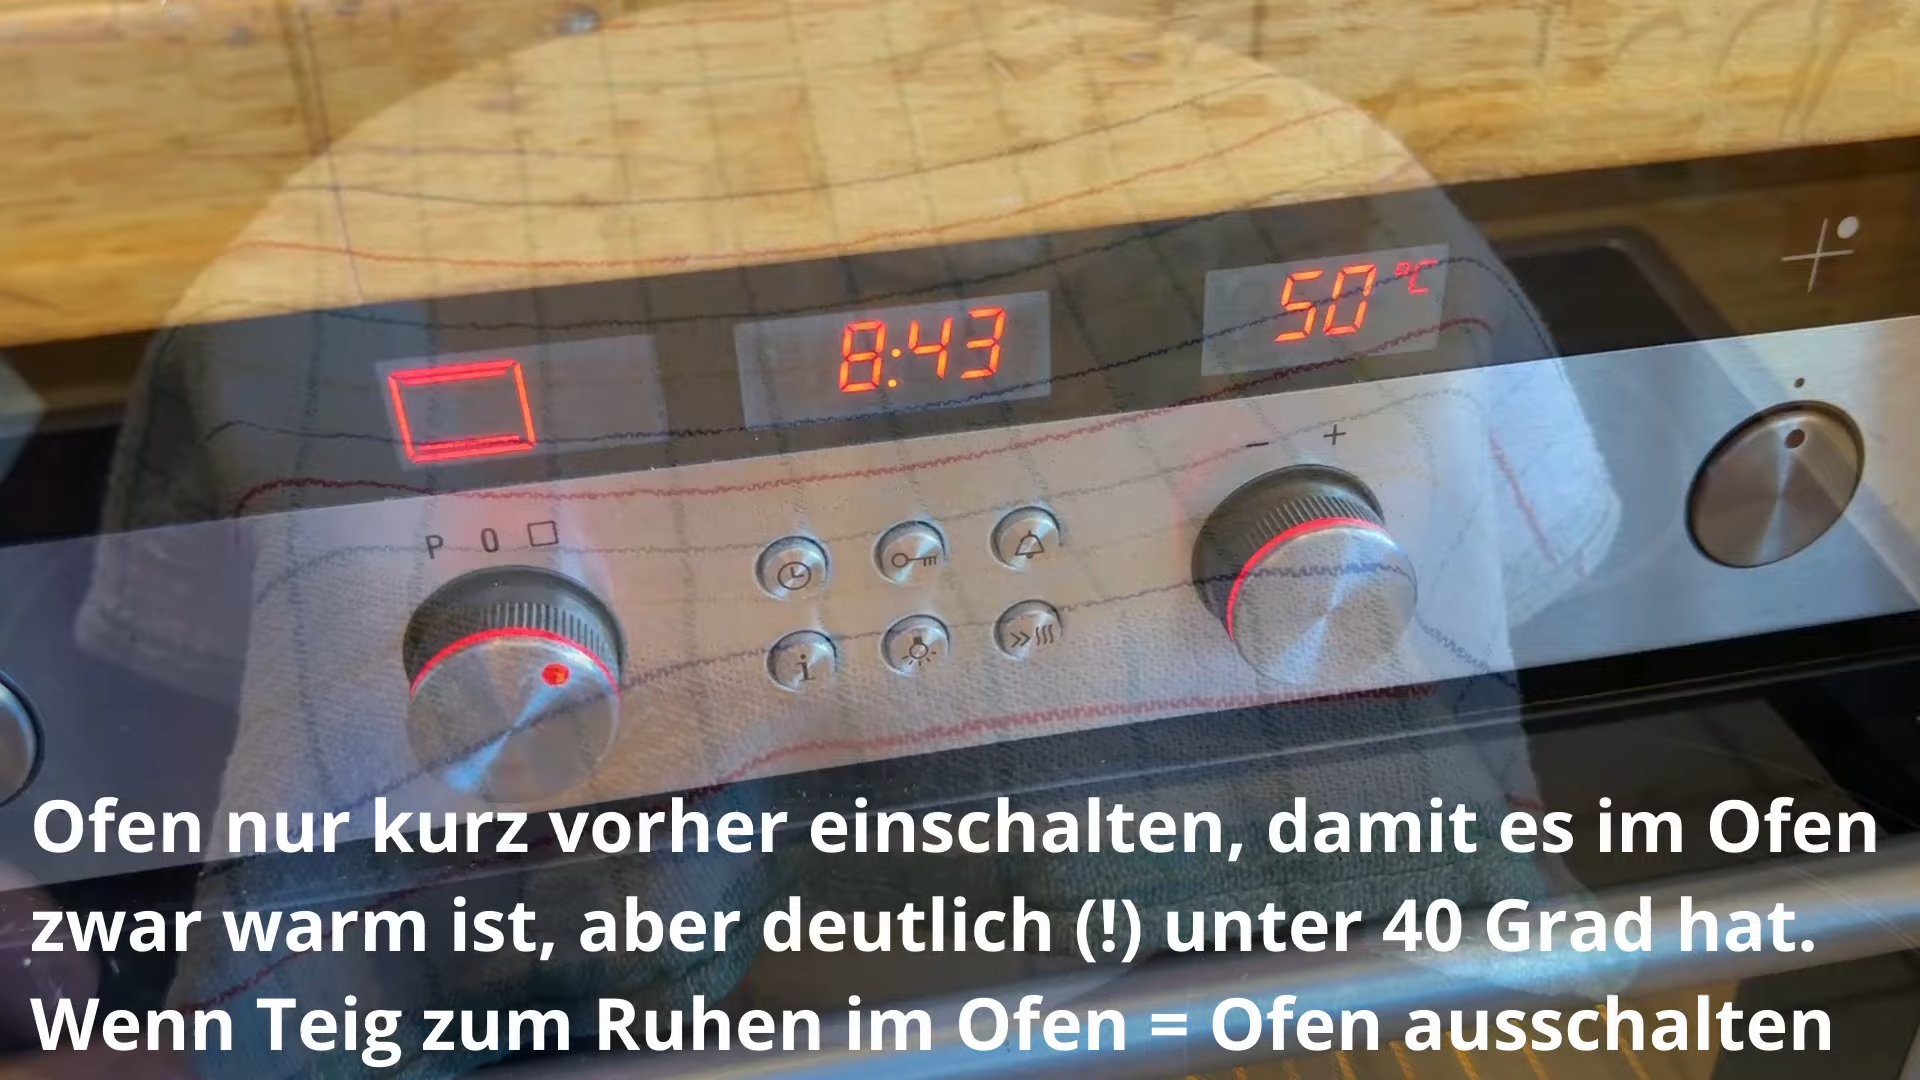 8:43
50 °C
- +
P 0
i
Ofen nur kurz vorher einschalten, damit es im Ofen
zwar warm ist, aber deutlich (!) unter 40 Grad hat.
Wenn Teig zum Ruhen im Ofen = Ofen ausschalten